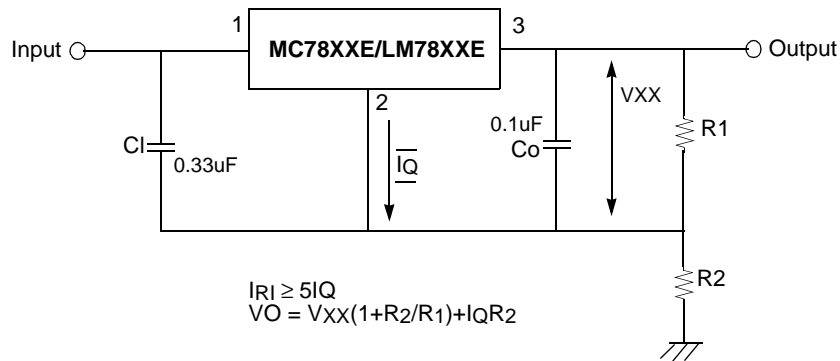 1
MC78XXE/LM78XXE
3
Input
Output
2
VXX
R1
CI
0.33uF
IQ
0.1uF
Co
R2
IRI ≥ 5IQ
VO = VXX(1+R2/R1)+IQR2